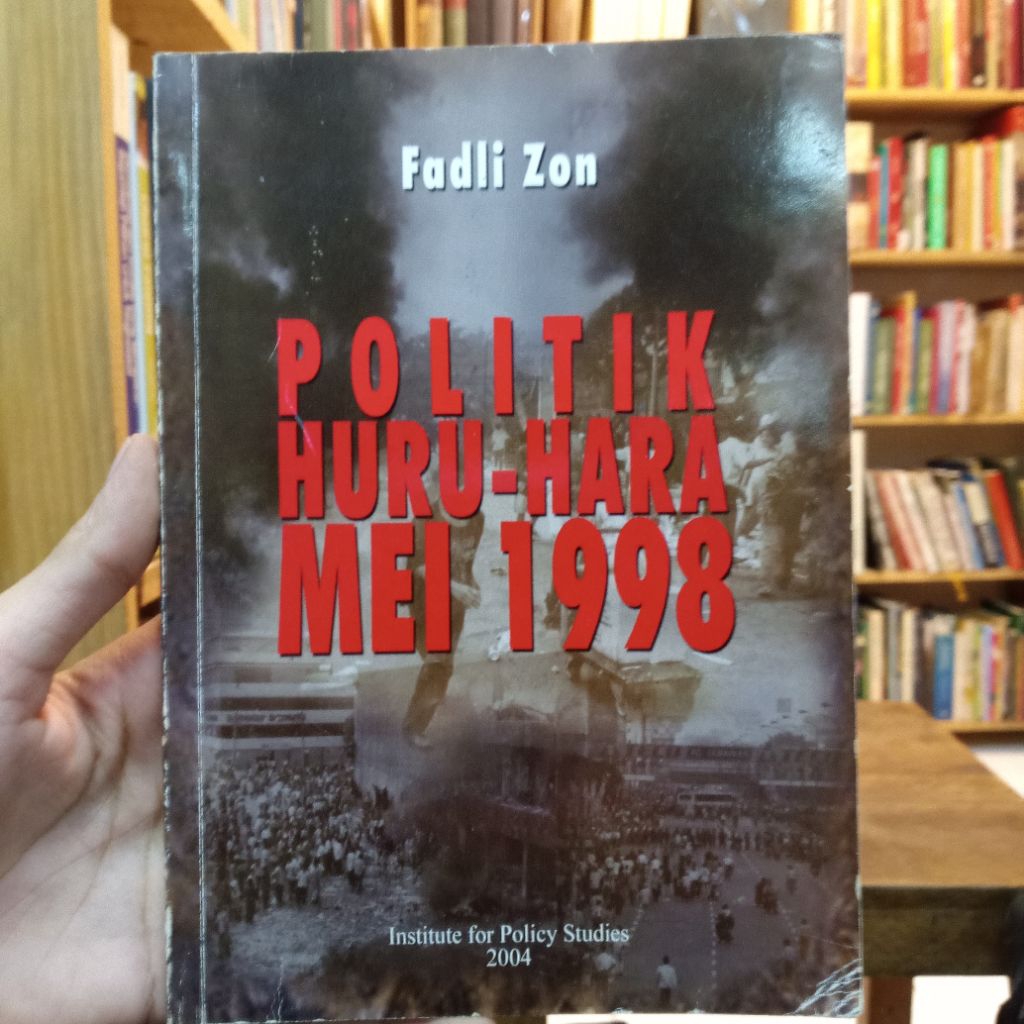 Fadli Zon
POLITIK
HURU-HARA
MEI 1998
Institute for Policy Studies
2004